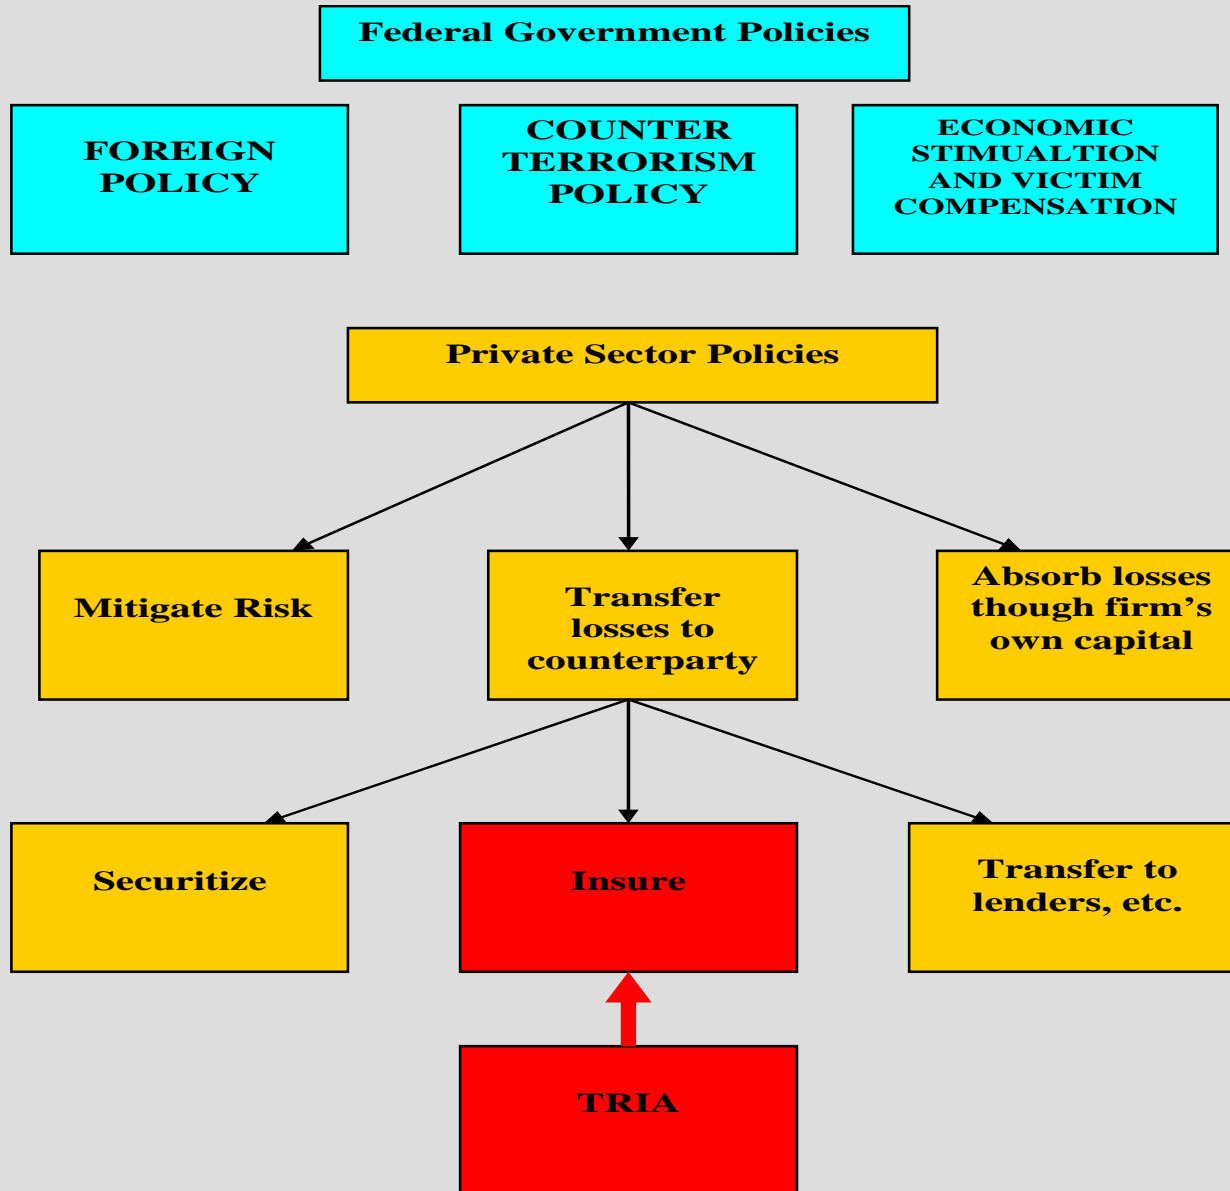 Federal Government Policies
FOREIGN
POLICY
COUNTER
TERRORISM
POLICY
ECONOMIC
STIMUALTION
AND VICTIM
COMPENSATION
Private Sector Policies
Mitigate Risk
Transfer
losses to
counterparty
Absorb losses
though firm’s
own capital
Securitize
Insure
Transfer to
lenders, etc.
TRIA